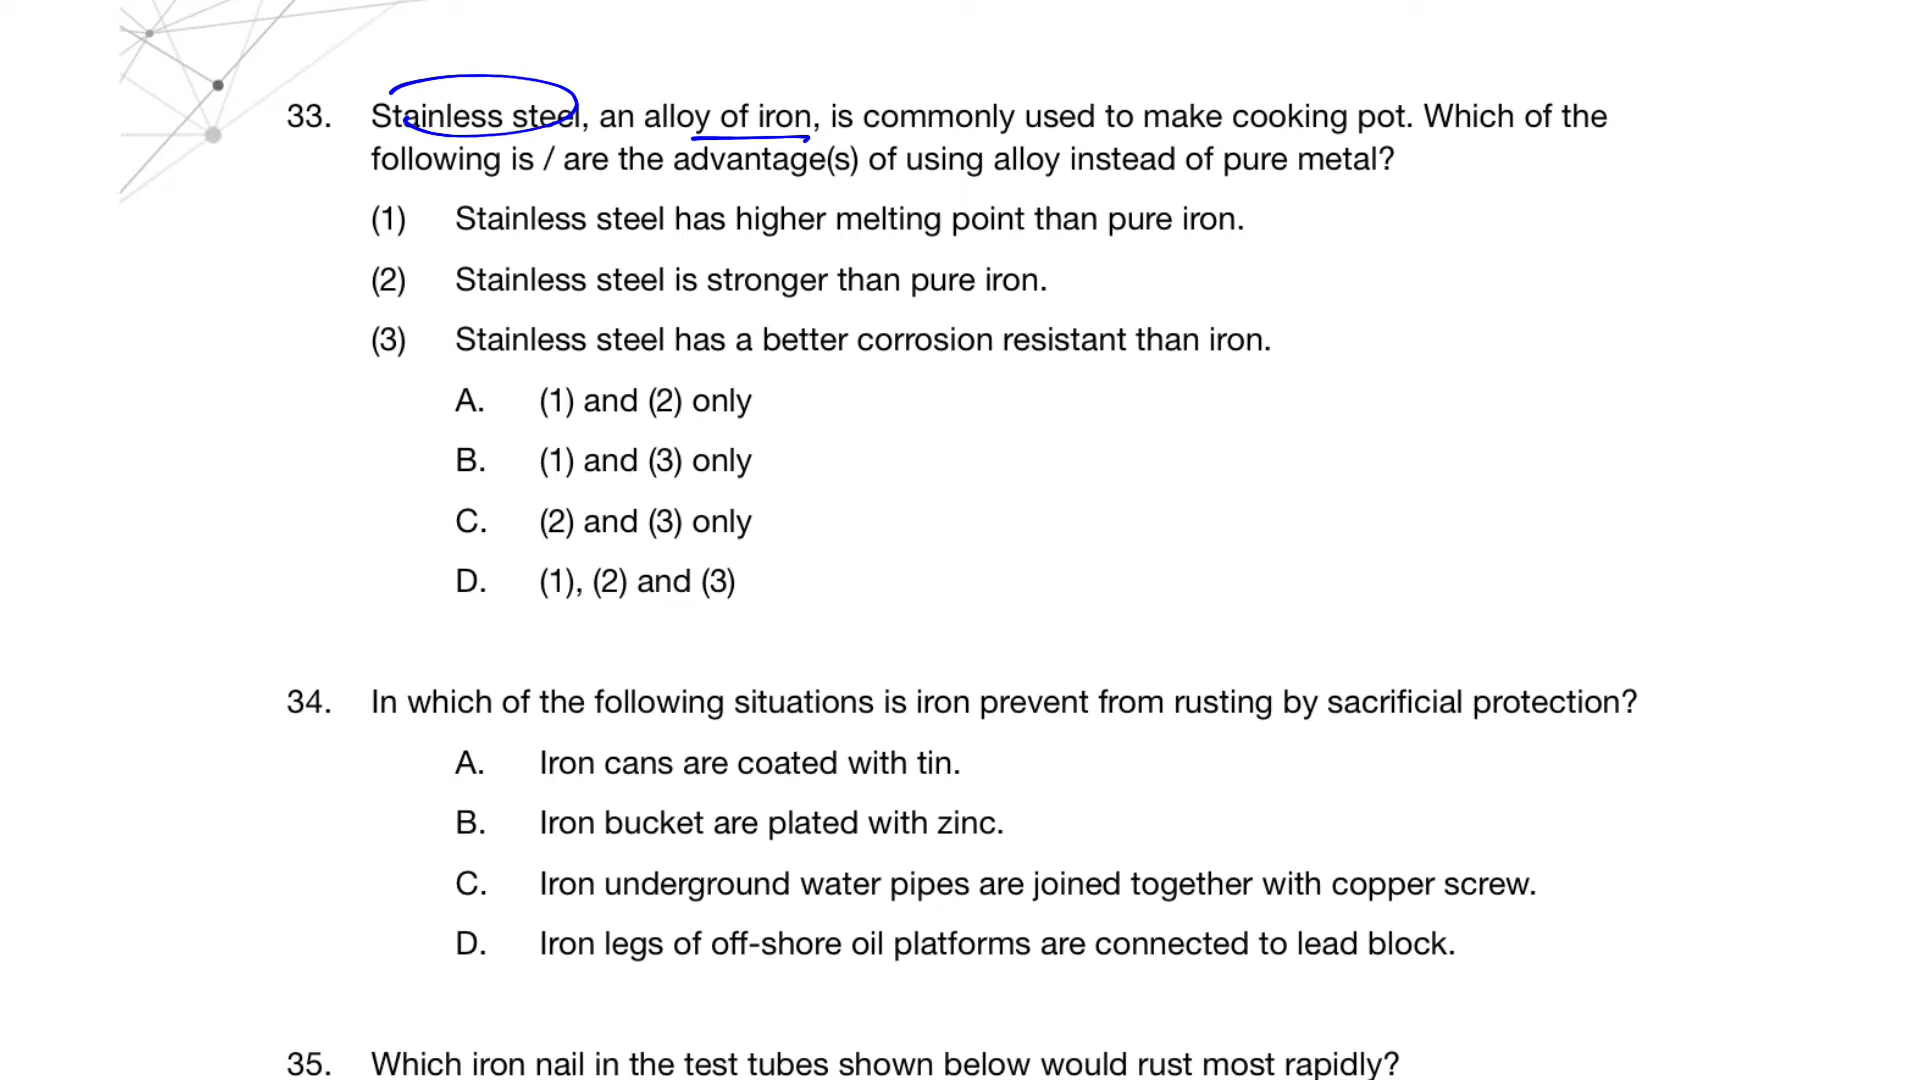 33. Stainless steel, an alloy of iron, is commonly used to make cooking pot. Which of the
following is / are the advantage(s) of using alloy instead of pure metal?
(1) Stainless steel has higher melting point than pure iron.
(2) Stainless steel is stronger than pure iron.
(3) Stainless steel has a better corrosion resistant than iron.
A. (1) and (2) only
B. (1) and (3) only
C. (2) and (3) only
D. (1), (2) and (3)
34. In which of the following situations is iron prevent from rusting by sacrificial protection?
A. Iron cans are coated with tin.
B. Iron bucket are plated with zinc.
C. Iron underground water pipes are joined together with copper screw.
D. Iron legs of off-shore oil platforms are connected to lead block.
35. Which iron nail in the test tubes shown below would rust most rapidly?